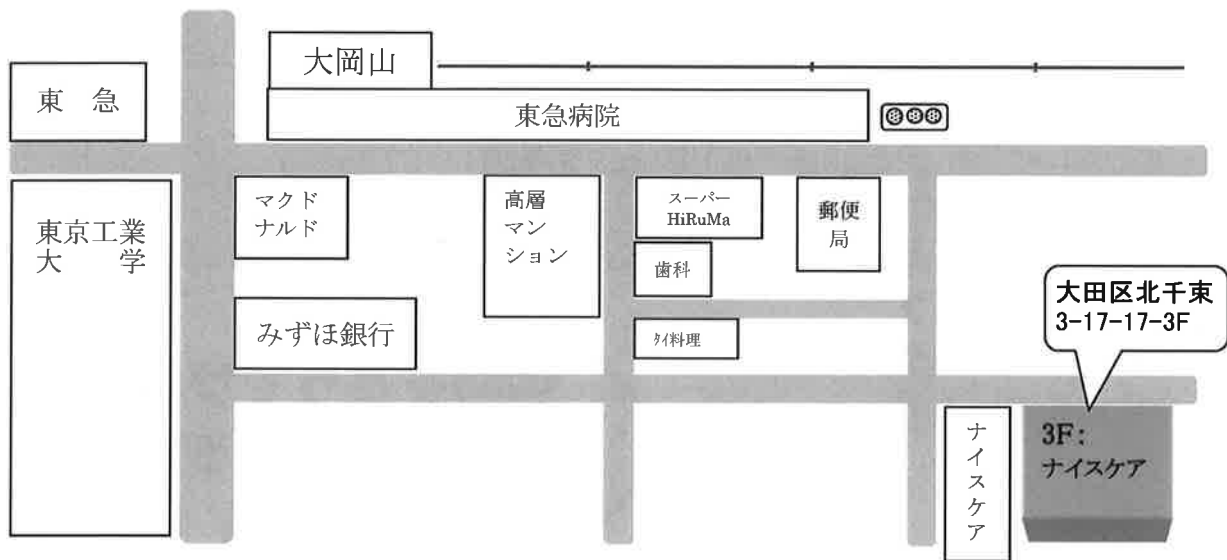 大岡山
東急
東急病院
マクド
ナルド
高層
マン
ション
スーパー
HiRuMa
郵便
局
東京工業
大学
歯科
大田区北千束
3-17-17-3F
みずほ銀行
タイ料理
ナイスケア
3F:
ナイスケア